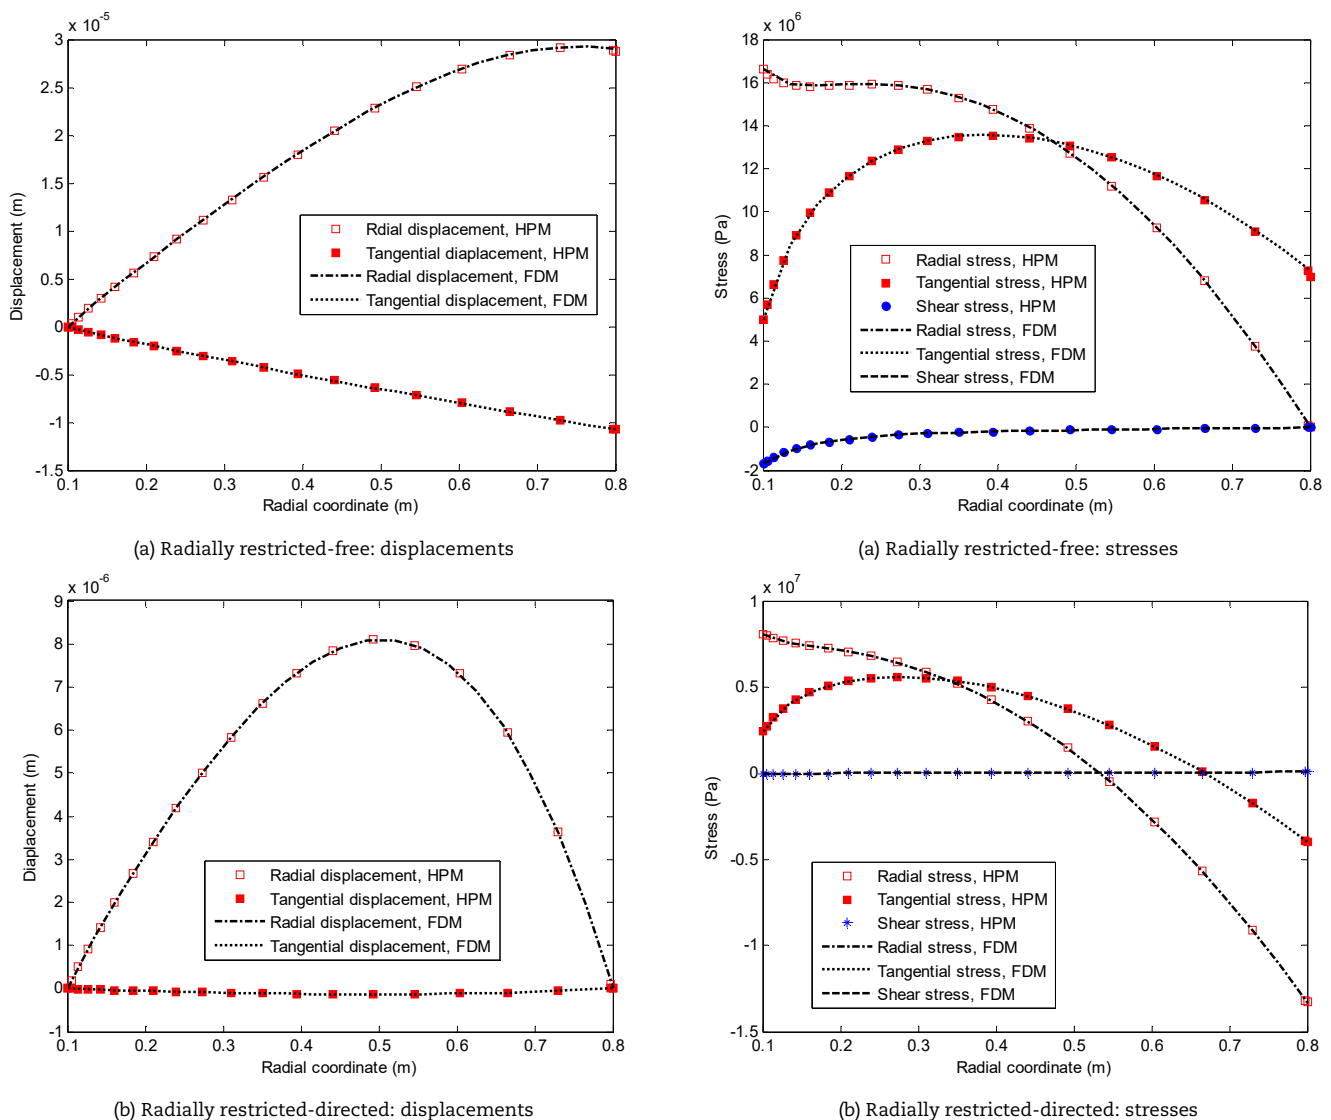 x 10-5
3
2.5
2
1.5
1
0.5
0
-0.5
-1
-1.5
0.1 0.2 0.3 0.4 0.5 0.6 0.7 0.8
Displacement (m)
Radial coordinate (m)
Rdial displacement, HPM
Tangential diaplacement, HPM
Radial displacement, FDM
Tangential displacement, FDM
(a) Radially restricted-free: displacements
x 10 6
18
16
14
12
10
8
6
4
2
0
-2
0.1 0.2 0.3 0.4 0.5 0.6 0.7 0.8
Stress (Pa)
Radial coordinate (m)
Radial stress, HPM
Tangential stress, HPM
Shear stress, HPM
Radial stress, FDM
Tangential stress, FDM
Shear stress, FDM
(a) Radially restricted-free: stresses
x 10-6
9
8
7
6
5
4
3
2
1
0
-1
0.1 0.2 0.3 0.4 0.5 0.6 0.7 0.8
Diaplacement (m)
Radial coordinate (m)
Radial displacement, HPM
Tangential displacement, HPM
Radial displacement, FDM
Tangential displacement, FDM
(b) Radially restricted-directed: displacements
x 10 7
1
0.5
0
-0.5
-1
-1.5
0.1 0.2 0.3 0.4 0.5 0.6 0.7 0.8
Stress (Pa)
Radial coordinate (m)
Radial stress, HPM
Tangential stress, HPM
Shear stress, HPM
Radial stress, FDM
Tangential stress, FDM
Shear stress, FDM
(b) Radially restricted-directed: stresses